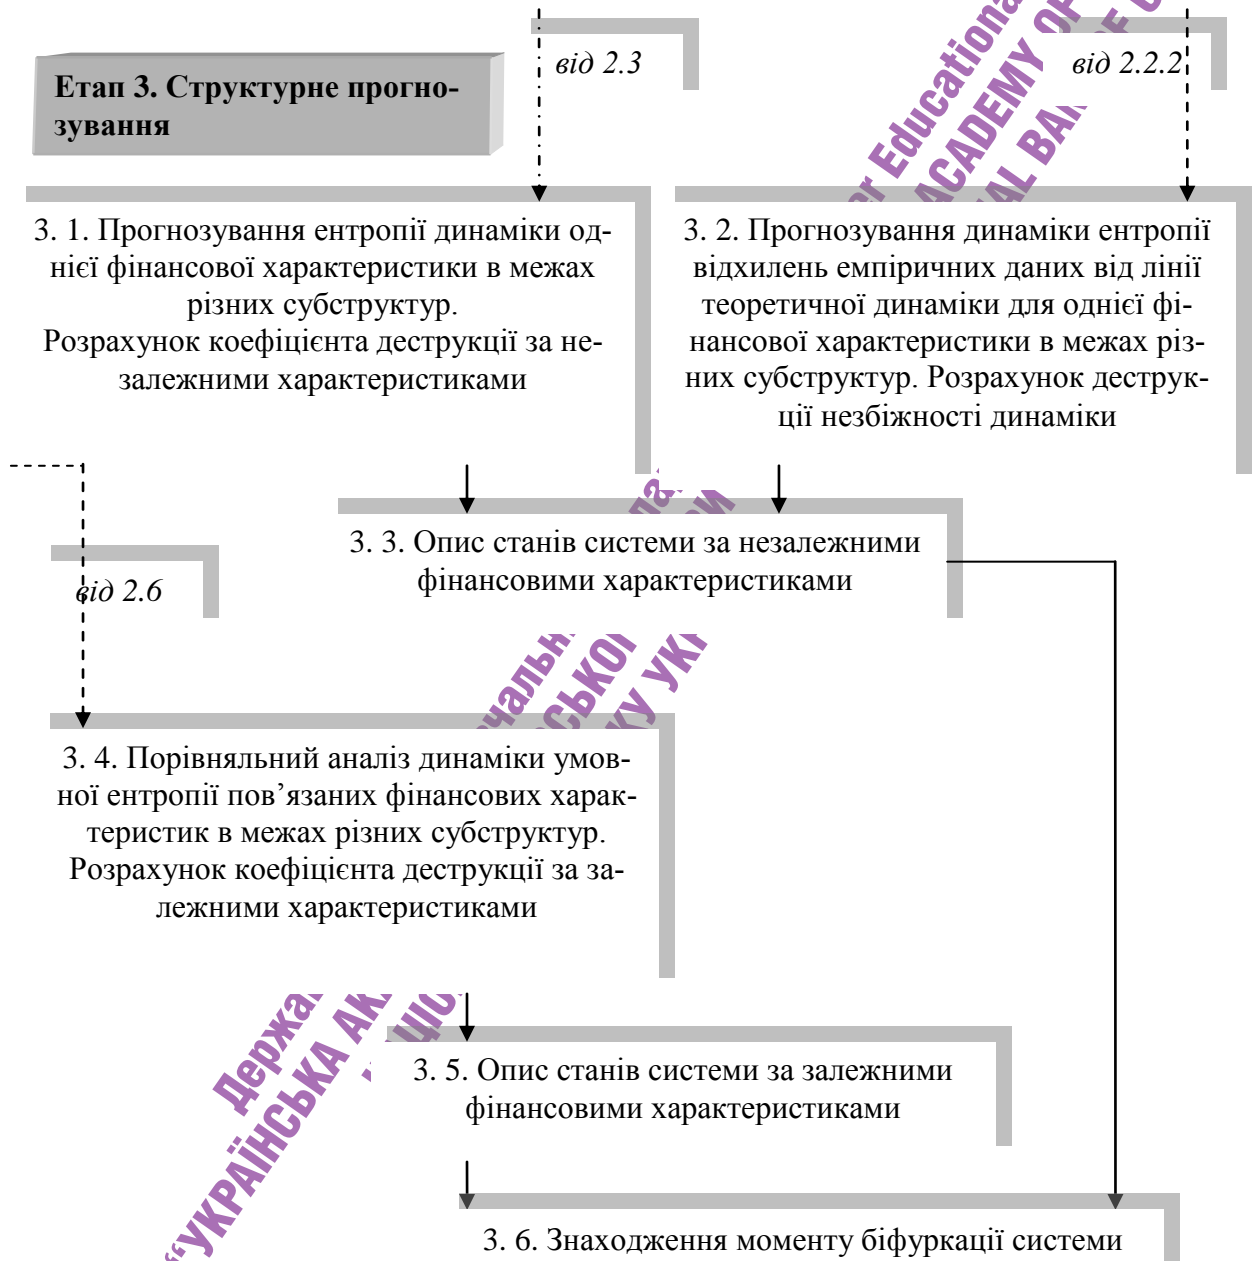 Етап 3. Структурне прогно-
зування
від 2.3
від 2.2.2
3. 1. Прогнозування ентропії динаміки од-
нієї фінансової характеристики в межах
різних субструктур.
Розрахунок коефіцієнта деструкції за не-
залежними характеристиками
3. 2. Прогнозування динаміки ентропії
відхилень емпіричних даних від лінії
теоретичної динаміки для однієї фі-
нансової характеристики в межах різ-
них субструктур. Розрахунок деструк-
ції незбіжності динаміки
3. 3. Опис станів системи за незалежними
фінансовими характеристиками
від 2.6
3. 4. Порівняльний аналіз динаміки умов-
ної ентропії пов’язаних фінансових харак-
теристик в межах різних субструктур.
Розрахунок коефіцієнта деструкції за за-
лежними характеристиками
3. 5. Опис станів системи за залежними
фінансовими характеристиками
3. 6. Знаходження моменту біфуркації системи
Educational
ACADEMY OF
“УКРАЇНСЬКА